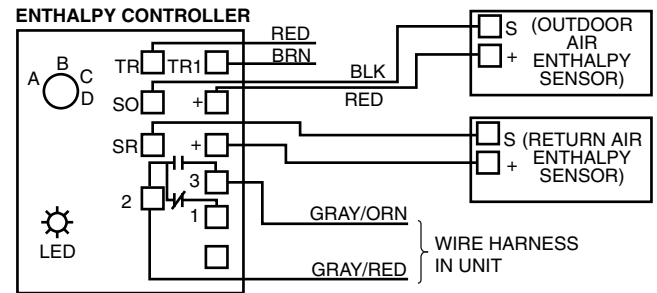 ENTHALPY CONTROLLER
RED
BRN
BLK
RED
A B C D
TR TR1
SO +
SR +
3
2
1
LED
S (OUTDOOR
AIR
+ ENTHALPY
SENSOR)
S (RETURN AIR
+ ENTHALPY
SENSOR)
GRAY/ORN
GRAY/RED
WIRE HARNESS
IN UNIT